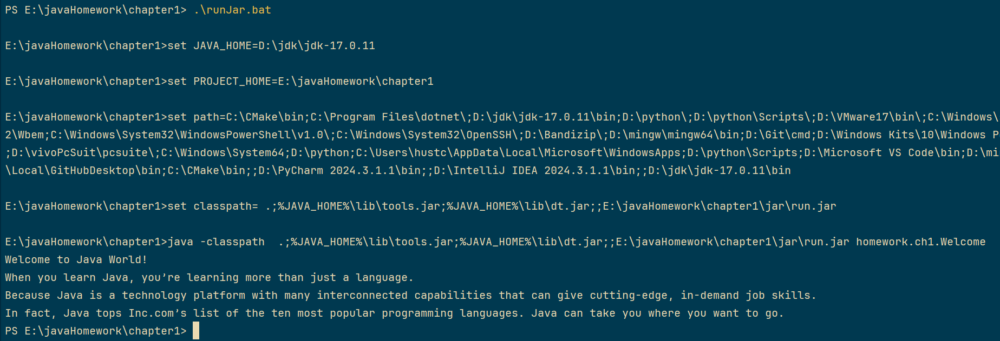 PS E:\javaHomework\chapter1> .\runJar.bat
E:\javaHomework\chapter1>set JAVA_HOME=D:\jdk\jdk-17.0.11
E:\javaHomework\chapter1>set PROJECT_HOME=E:\javaHomework\chapter1
E:\javaHomework\chapter1>set path=C:\CMake\bin;C:\Program Files\dotnet\;D:\jdk\jdk-17.0.11\bin;D:\python\;D:\python\Scripts\;D:\VMware17\bin\;C:\Windows\
2\Wbem;C:\Windows\System32\WindowsPowerShell\v1.0\;C:\Windows\System32\OpenSSH\;D:\Bandizip\;D:\mingw\mingw64\bin;D:\Git\cmd;D:\Windows Kits\10\Windows P
;D:\vivoPcSuit\pcsuite\;C:\Windows\System64;D:\python;C:\Users\hustc\AppData\Local\Microsoft\WindowsApps;D:\python\Scripts;D:\Microsoft VS Code\bin;D:\mi
\Local\GitHubDesktop\bin;C:\CMake\bin;;D:\PyCharm 2024.3.1.1\bin;;D:\IntelliJ IDEA 2024.3.1.1\bin;;D:\jdk\jdk-17.0.11\bin
E:\javaHomework\chapter1>set classpath= .;%JAVA_HOME%\lib\tools.jar;%JAVA_HOME%\lib\dt.jar;;E:\javaHomework\chapter1\jar\run.jar
E:\javaHomework\chapter1>java -classpath  .;%JAVA_HOME%\lib\tools.jar;%JAVA_HOME%\lib\dt.jar;;E:\javaHomework\chapter1\jar\run.jar homework.ch1.Welcome
Welcome to Java World!
When you learn Java, you’re learning more than just a language.
Because Java is a technology platform with many interconnected capabilities that can give cutting-edge, in-demand job skills.
In fact, Java tops Inc.com’s list of the ten most popular programming languages. Java can take you where you want to go.
PS E:\javaHomework\chapter1>